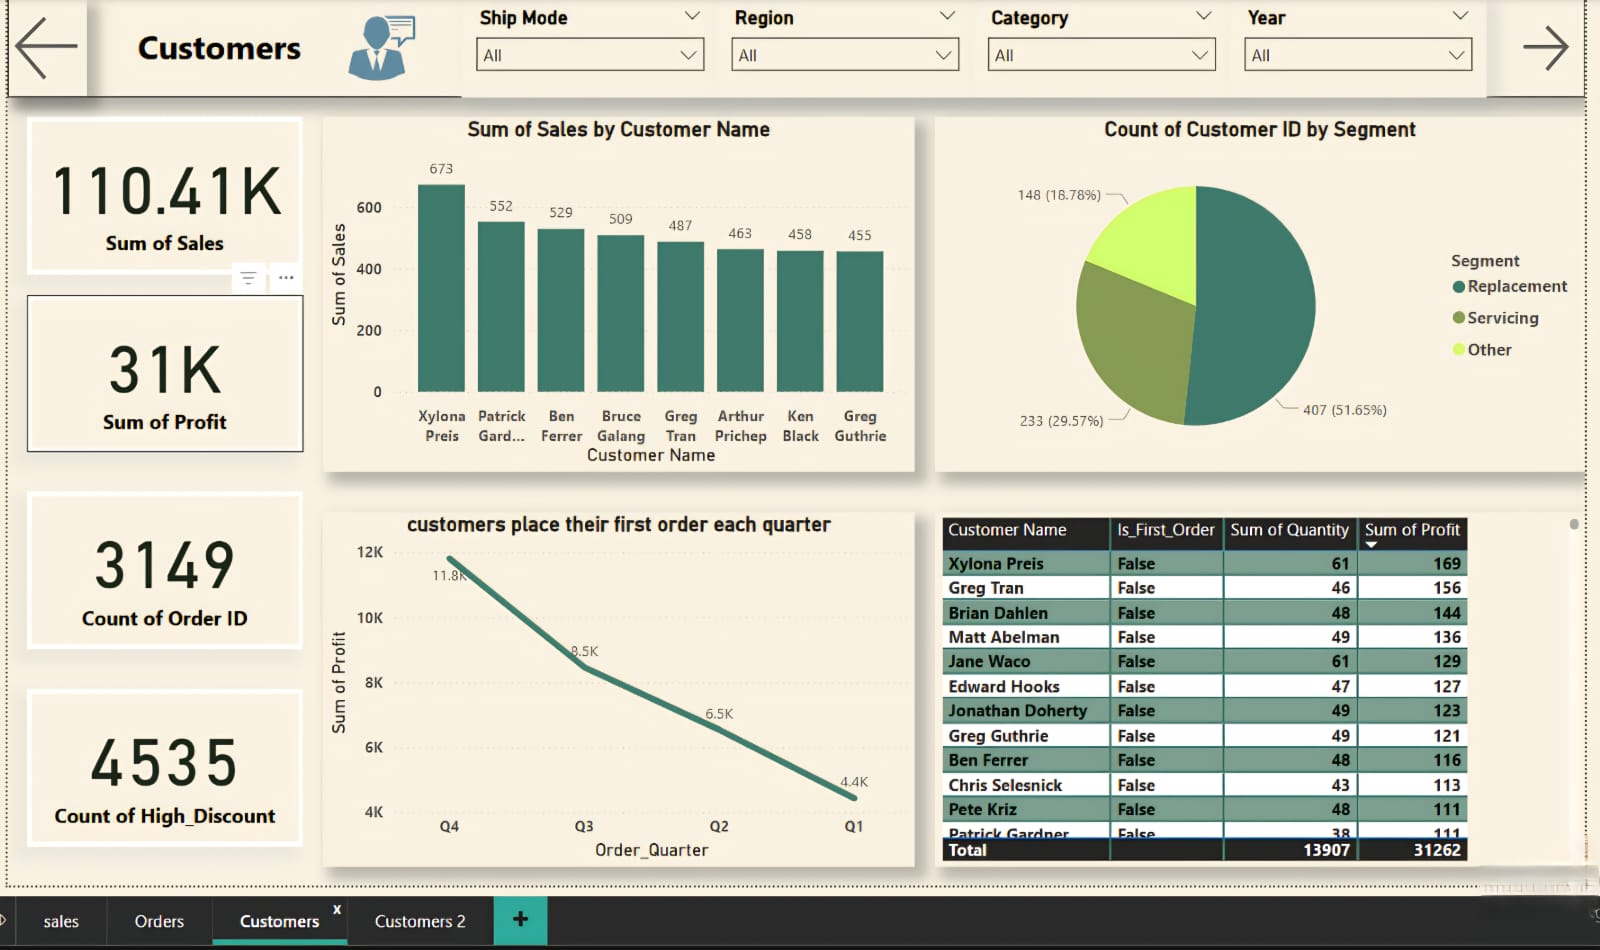 Customers
Ship Mode
All
Region
All
Category
All
Year
All
110.41K
Sum of Sales
31K
Sum of Profit
3149
Count of Order ID
4535
Count of High_Discount
Sum of Sales by Customer Name
Sum of Sales
600
400
200
0
673
552
529
509
487
463
458
455
Xylona Preis
Patrick Gard...
Ben Ferrer
Bruce Galang
Greg Tran
Arthur Prichep
Ken Black
Greg Guthrie
Customer Name
Count of Customer ID by Segment
148 (18.78%)
233 (29.57%)
407 (51.65%)
Segment
Replacement
Servicing
Other
customers place their first order each quarter
Sum of Profit
12K
10K
8K
6K
4K
11.8K
8.5K
6.5K
4.4K
Q4 Q3 Q2 Q1
Order_Quarter
Customer Name Is_First_Order Sum of Quantity Sum of Profit
Xylona Preis False 61 169
Greg Tran False 46 156
Brian Dahlen False 48 144
Matt Abelman False 49 136
Jane Waco False 61 129
Edward Hooks False 47 127
Jonathan Doherty False 49 123
Greg Guthrie False 49 121
Ben Ferrer False 48 116
Chris Selesnick False 43 113
Pete Kriz False 48 111
Patrick Gardner False 38 111
Total 13907 31262
sales
Orders
Customers x
Customers 2
+